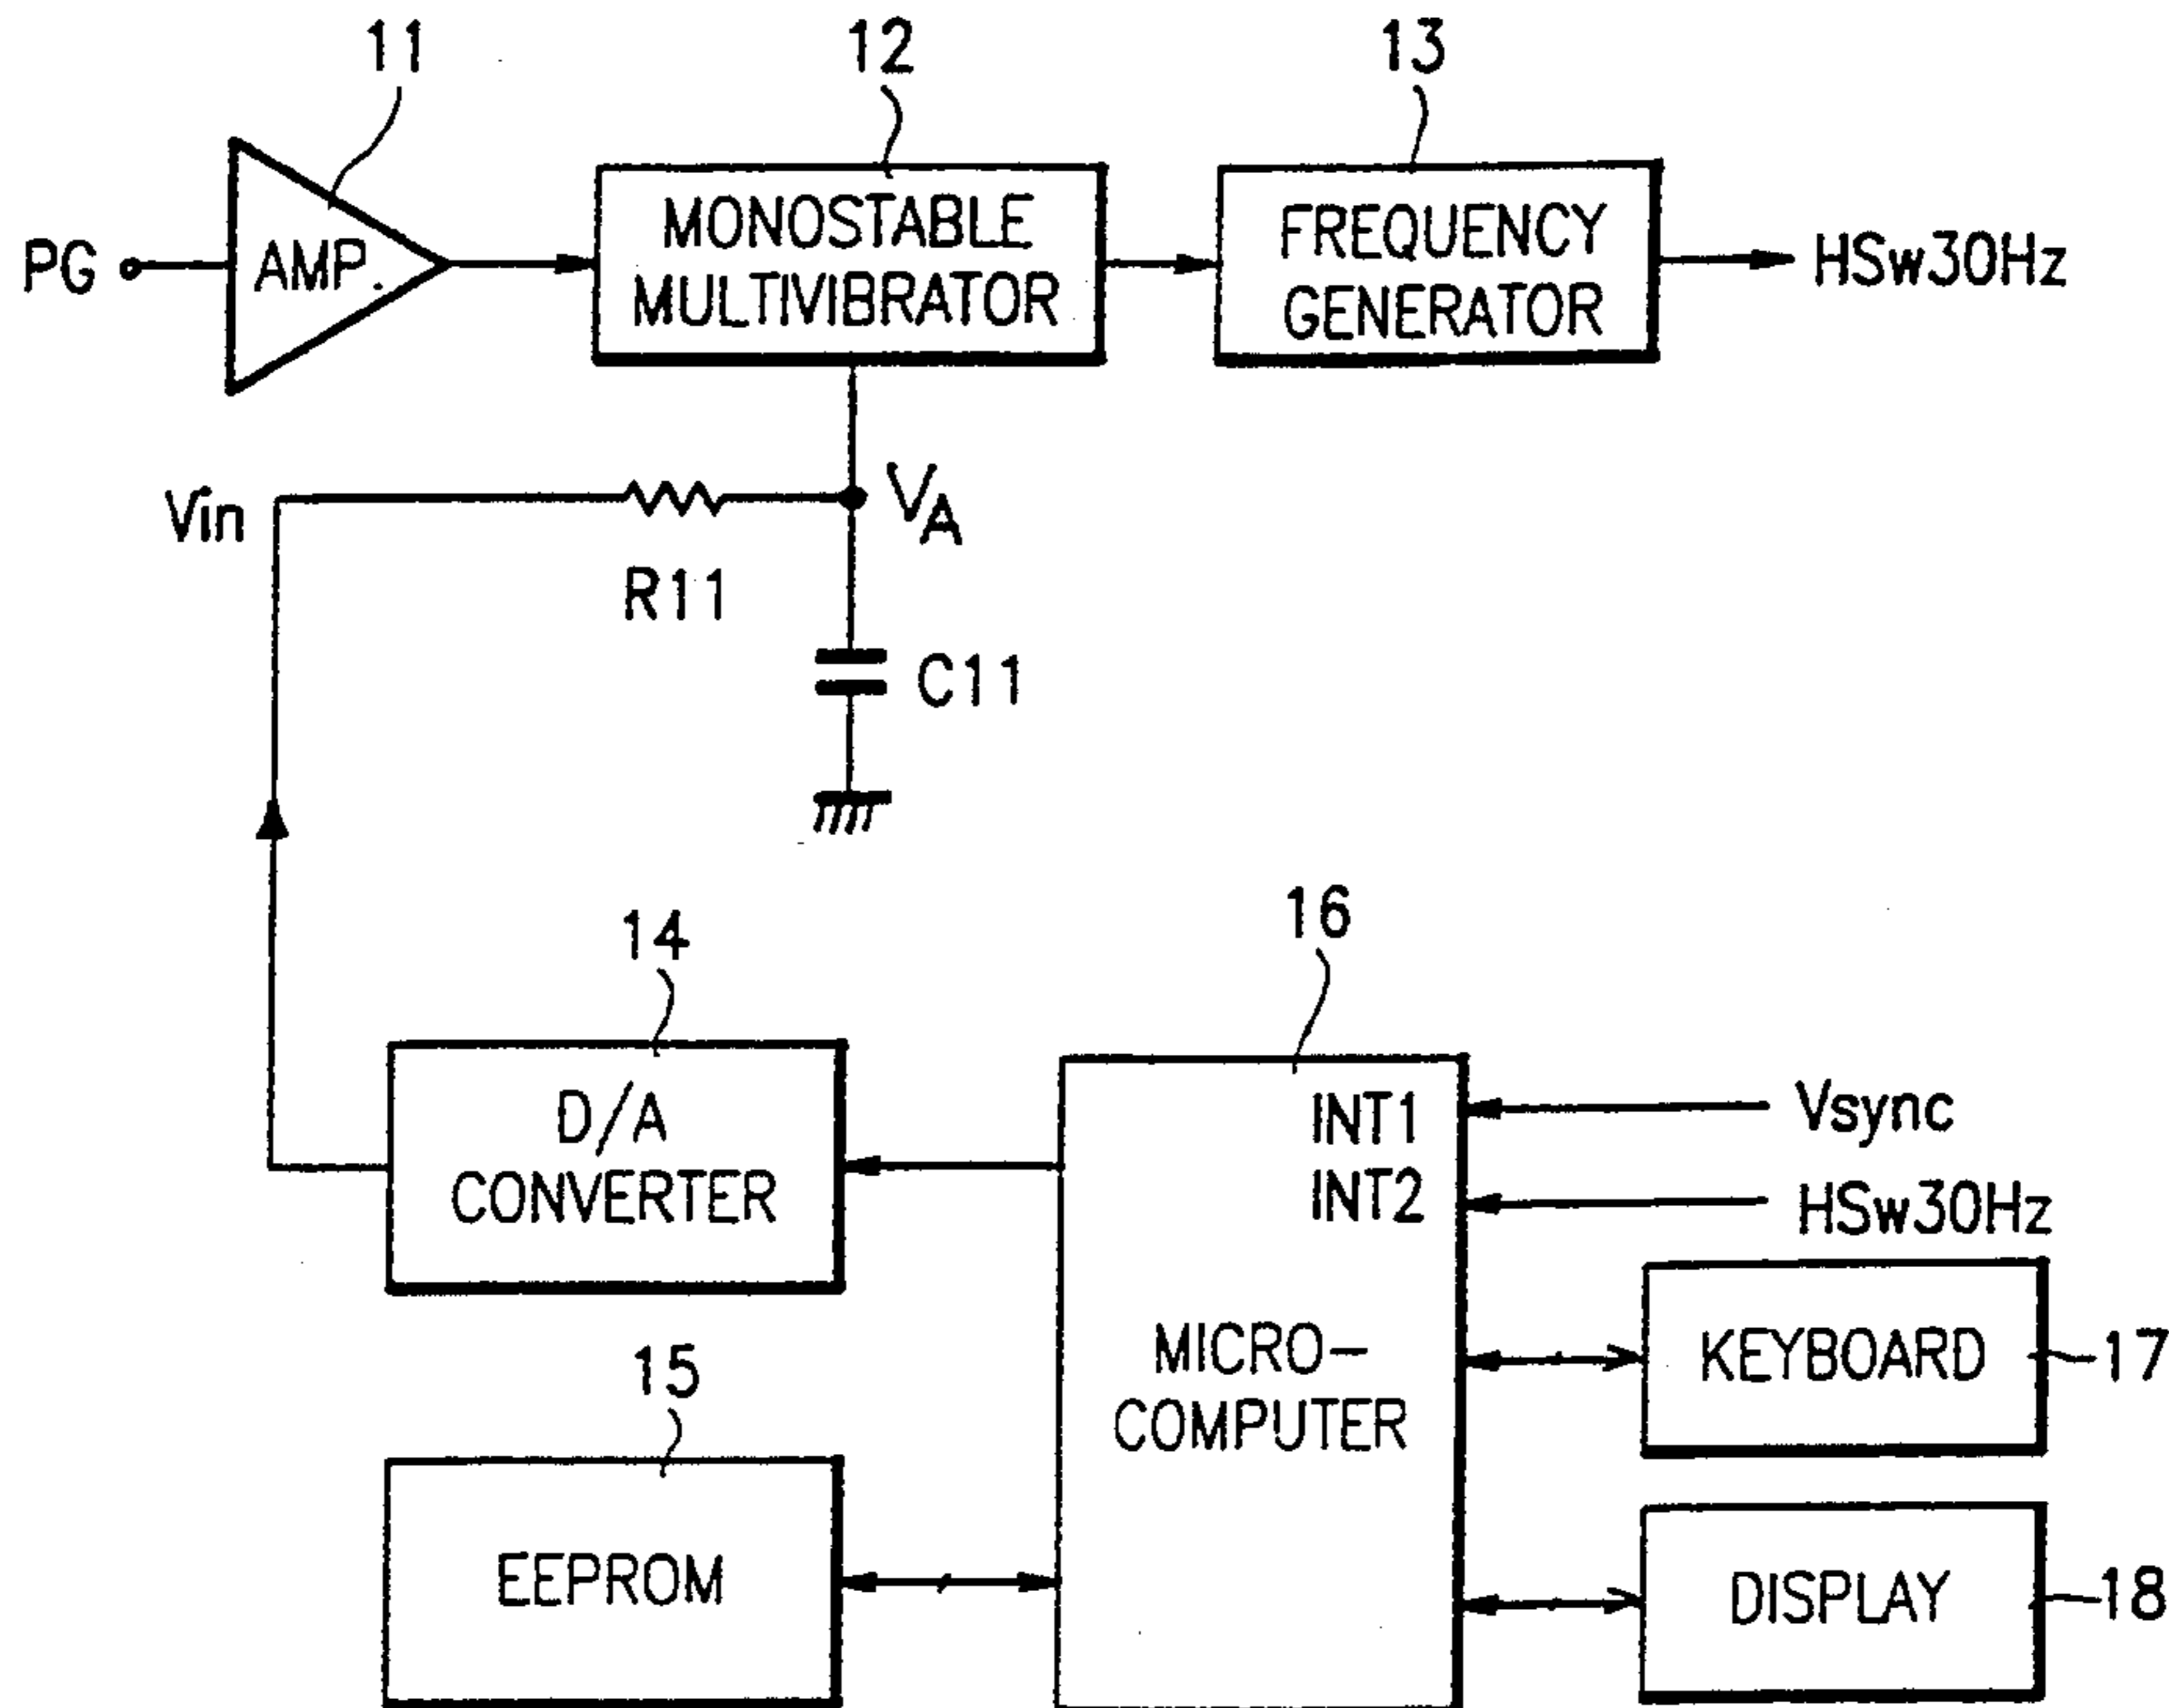 11
12
13
PG
AMP.
MONOSTABLE
MULTIVIBRATOR
FREQUENCY
GENERATOR
HSw30Hz
Vin
VA
R11
C11
14
16
D/A
CONVERTER
INT1
INT2
Vsync
HSw30Hz
MICRO-
COMPUTER
KEYBOARD
17
15
EEPROM
DISPLAY
18